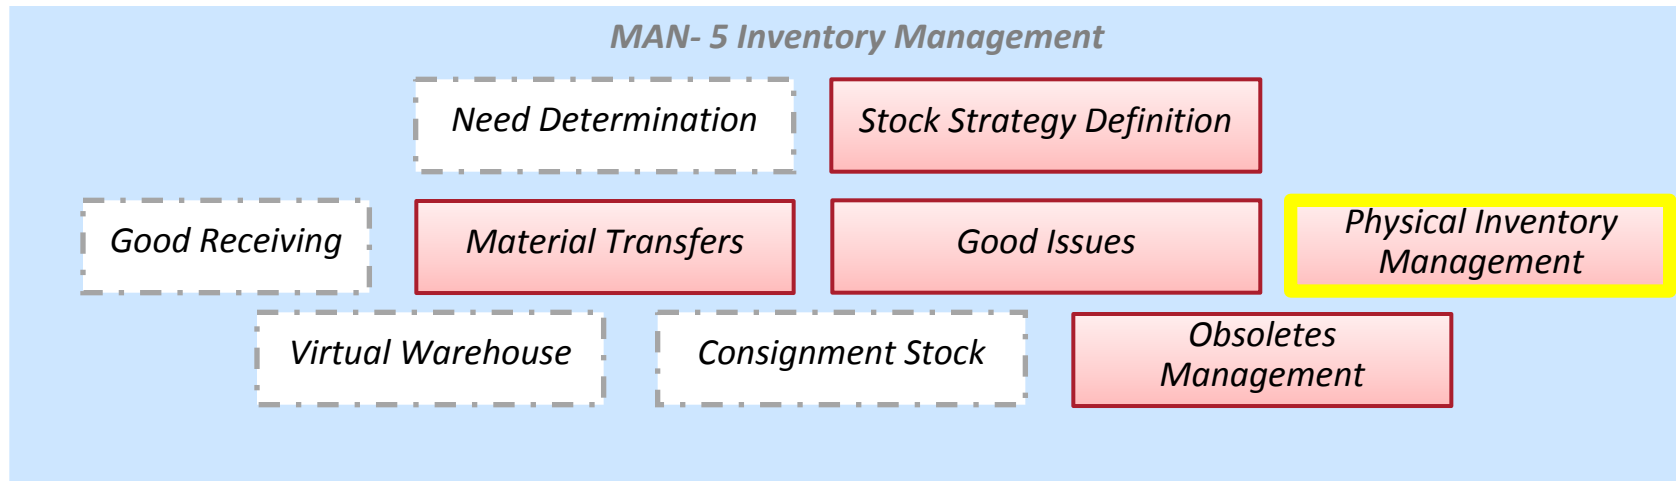 MAN- 5 Inventory Management
Need Determination
Stock Strategy Definition
Good Receiving
Material Transfers
Good Issues
Physical Inventory
Management
Virtual Warehouse
Consignment Stock
Obsoletes
Management